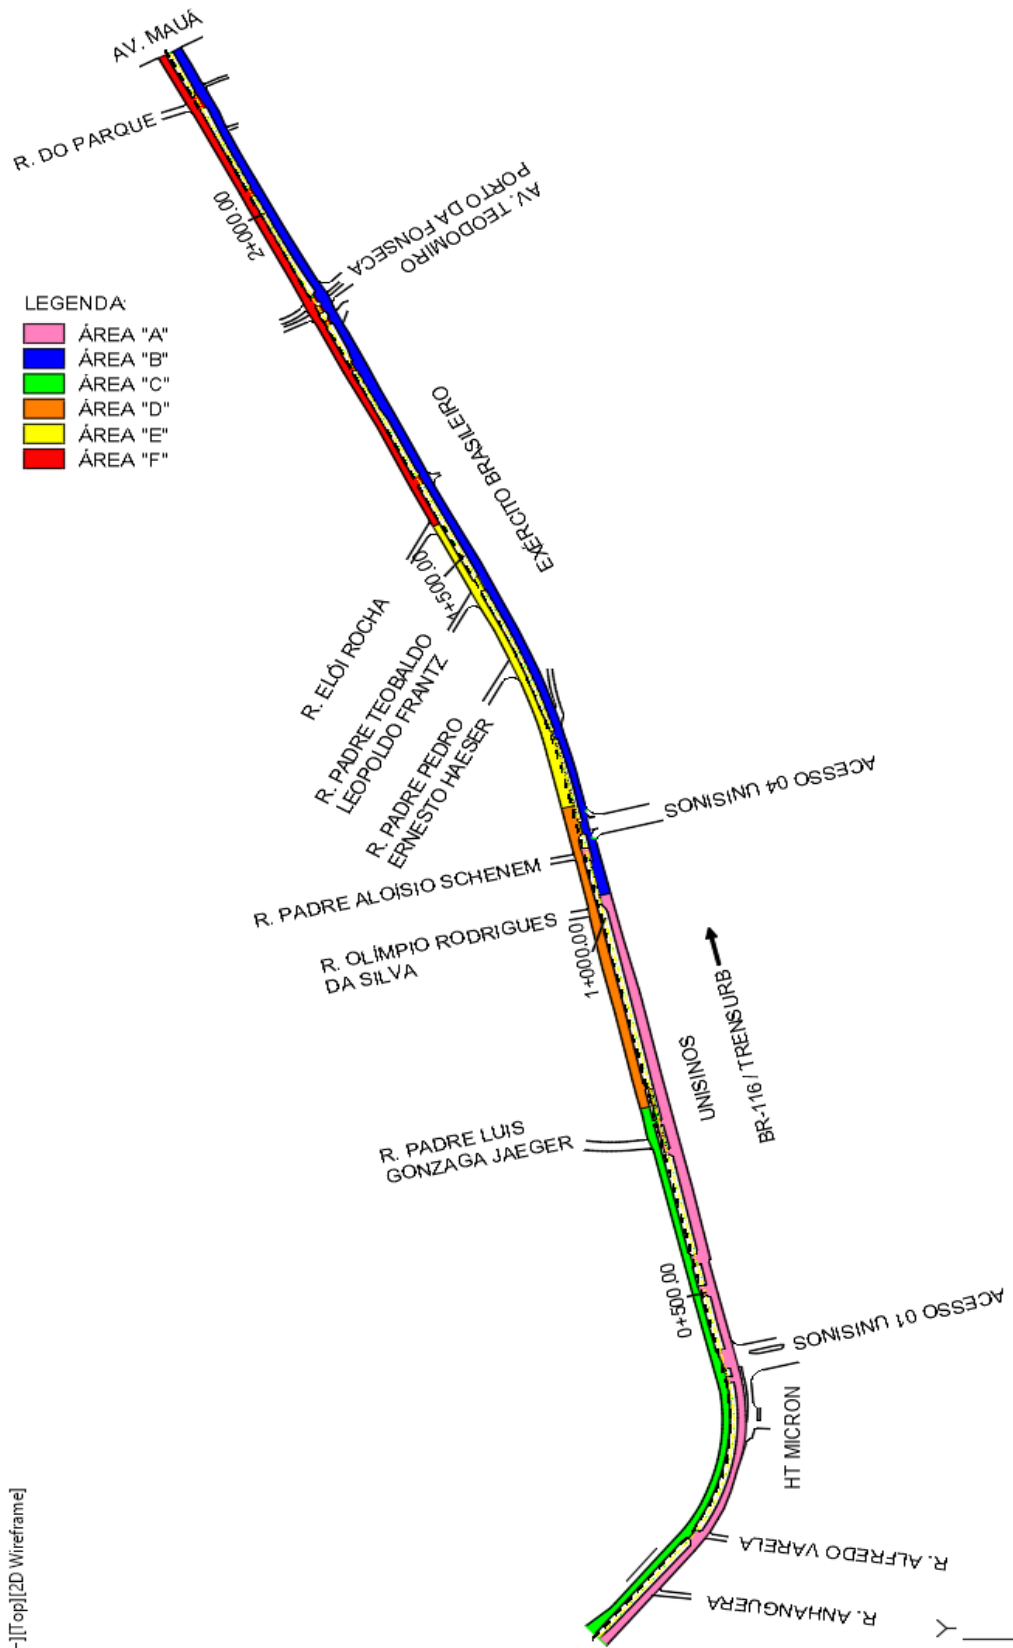 AV. MAUÁ
R. DO PARQUE
2+000.00
AV. TEODOMIRO
PORTO DA FONSECA
LEGENDA:
ÁREA "A"
ÁREA "B"
ÁREA "C"
ÁREA "D"
ÁREA "E"
ÁREA "F"
EXÉRCITO BRASILEIRO
1+500.00
R. ELÓI ROCHA
R. PADRE TEOBALDO
LEOPOLDO FRANTZ
R. PADRE PEDRO
ERNESTO HAESER
ACESSO 04 UNISINOS
R. PADRE ALOÍSIO SCHENEM
R. OLÍMPIO RODRIGUES
DA SILVA
1+000.00
UNISINOS
BR-116 / TRENSURB
R. PADRE LUIS
GONZAGA JAEGER
0+500.00
ACESSO 01 UNISINOS
HT MICRON
R. ALFREDO VARELA
R. ANHANGUERA
-][Top][2D Wireframe]
Y